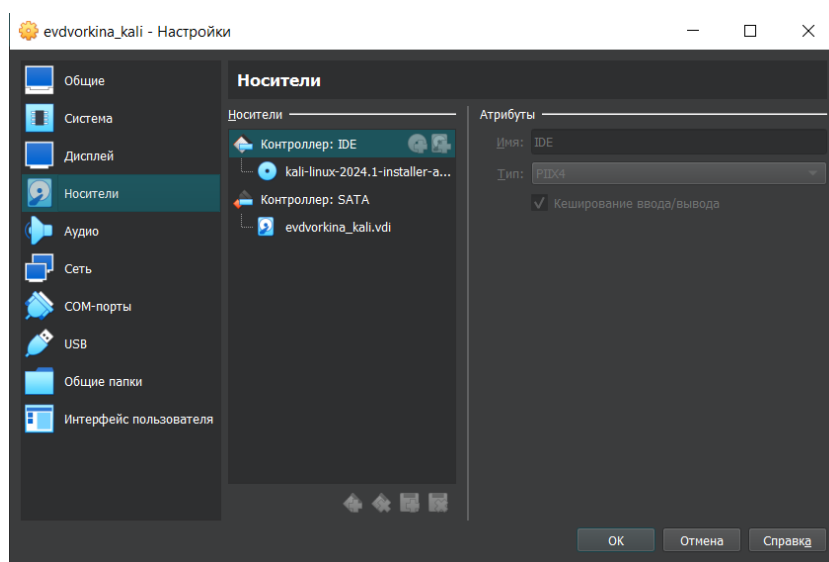 evdvorkina_kali - Настройки
Общие
Система
Дисплей
Носители
Аудио
Сеть
COM-порты
USB
Общие папки
Интерфейс пользователя
Носители
Носители
Контроллер: IDE
kali-linux-2024.1-installer-a...
Контроллер: SATA
evdvorkina_kali.vdi
Атрибуты
Имя: IDE
Тип: PIIX4
Кеширование ввода/вывода
ОК Отмена Справка